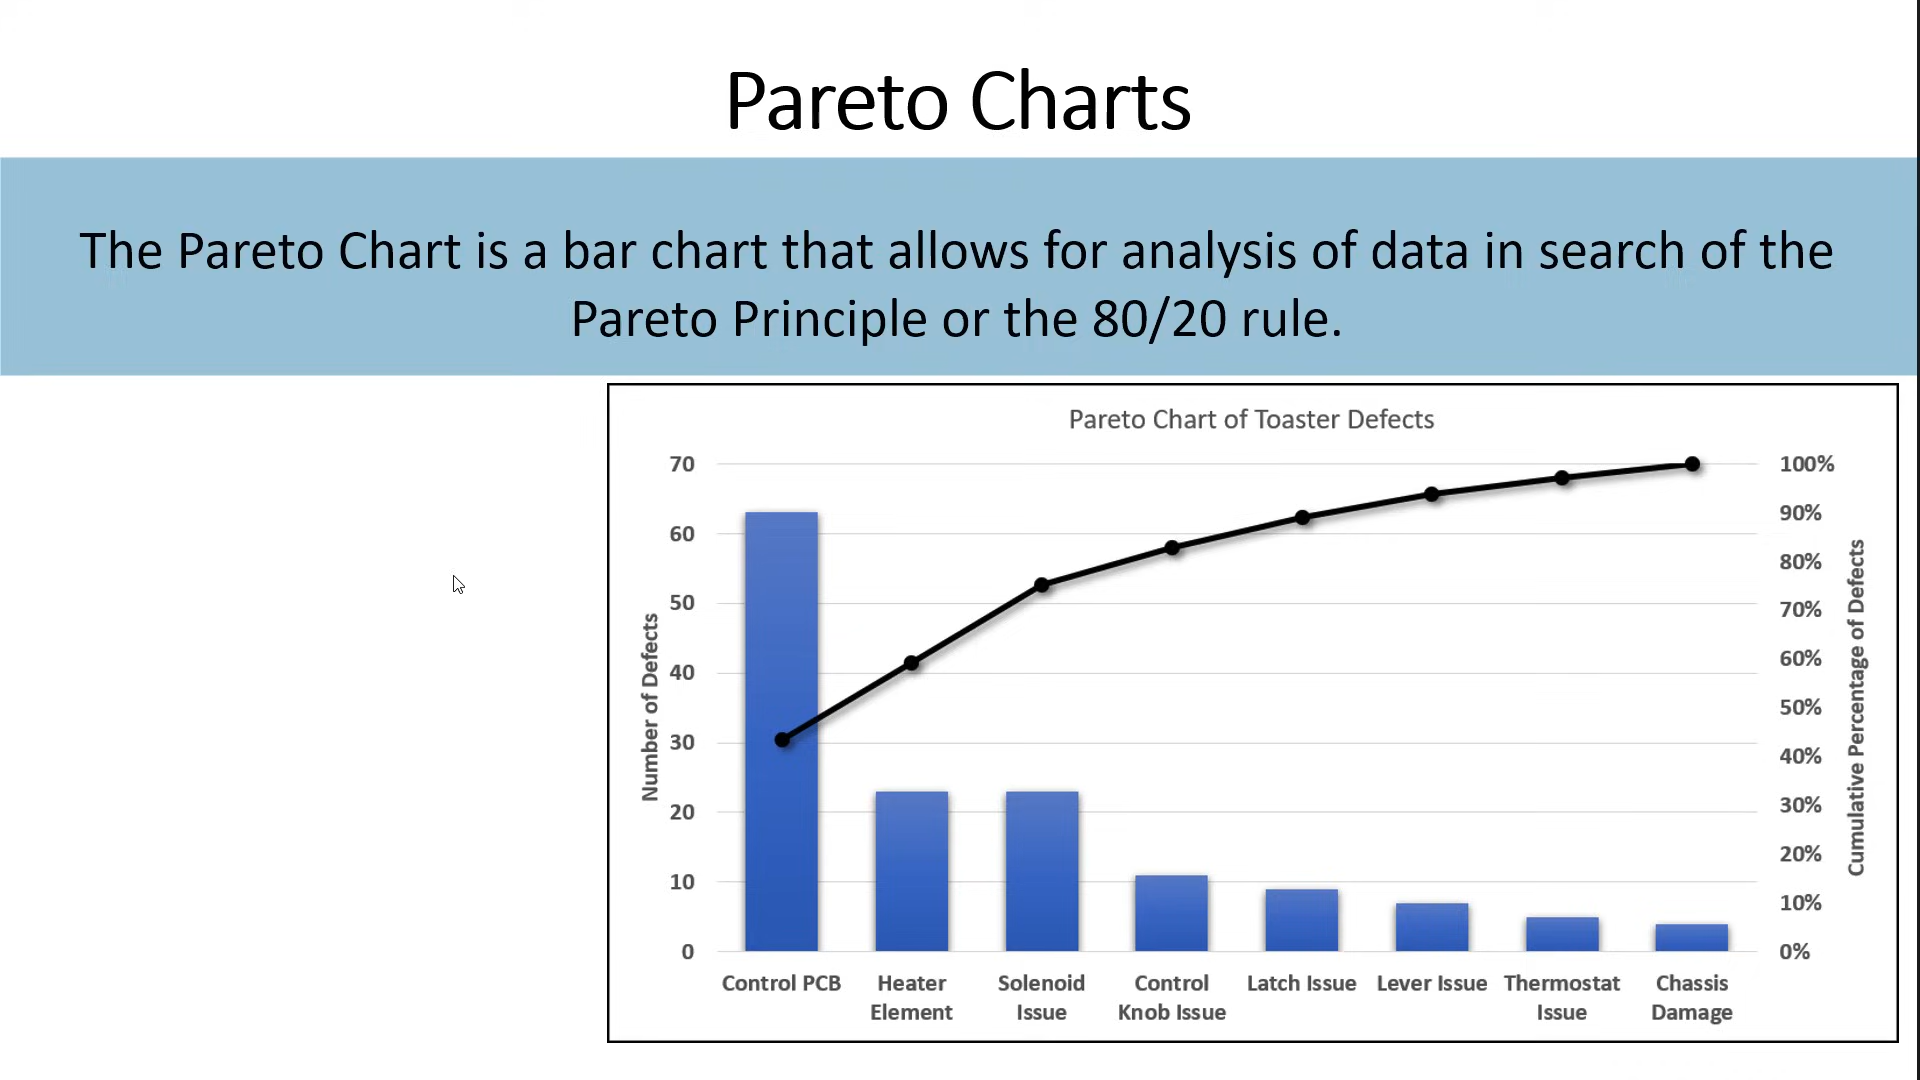 Pareto Charts
The Pareto Chart is a bar chart that allows for analysis of data in search of the
Pareto Principle or the 80/20 rule.
Pareto Chart of Toaster Defects
70
60
50
40
30
20
10
0
Number of Defects
100%
90%
80%
70%
60%
50%
40%
30%
20%
10%
0%
Cumulative Percentage of Defects
Control PCB
Heater
Element
Solenoid
Issue
Control
Knob Issue
Latch Issue
Lever Issue
Thermostat
Issue
Chassis
Damage